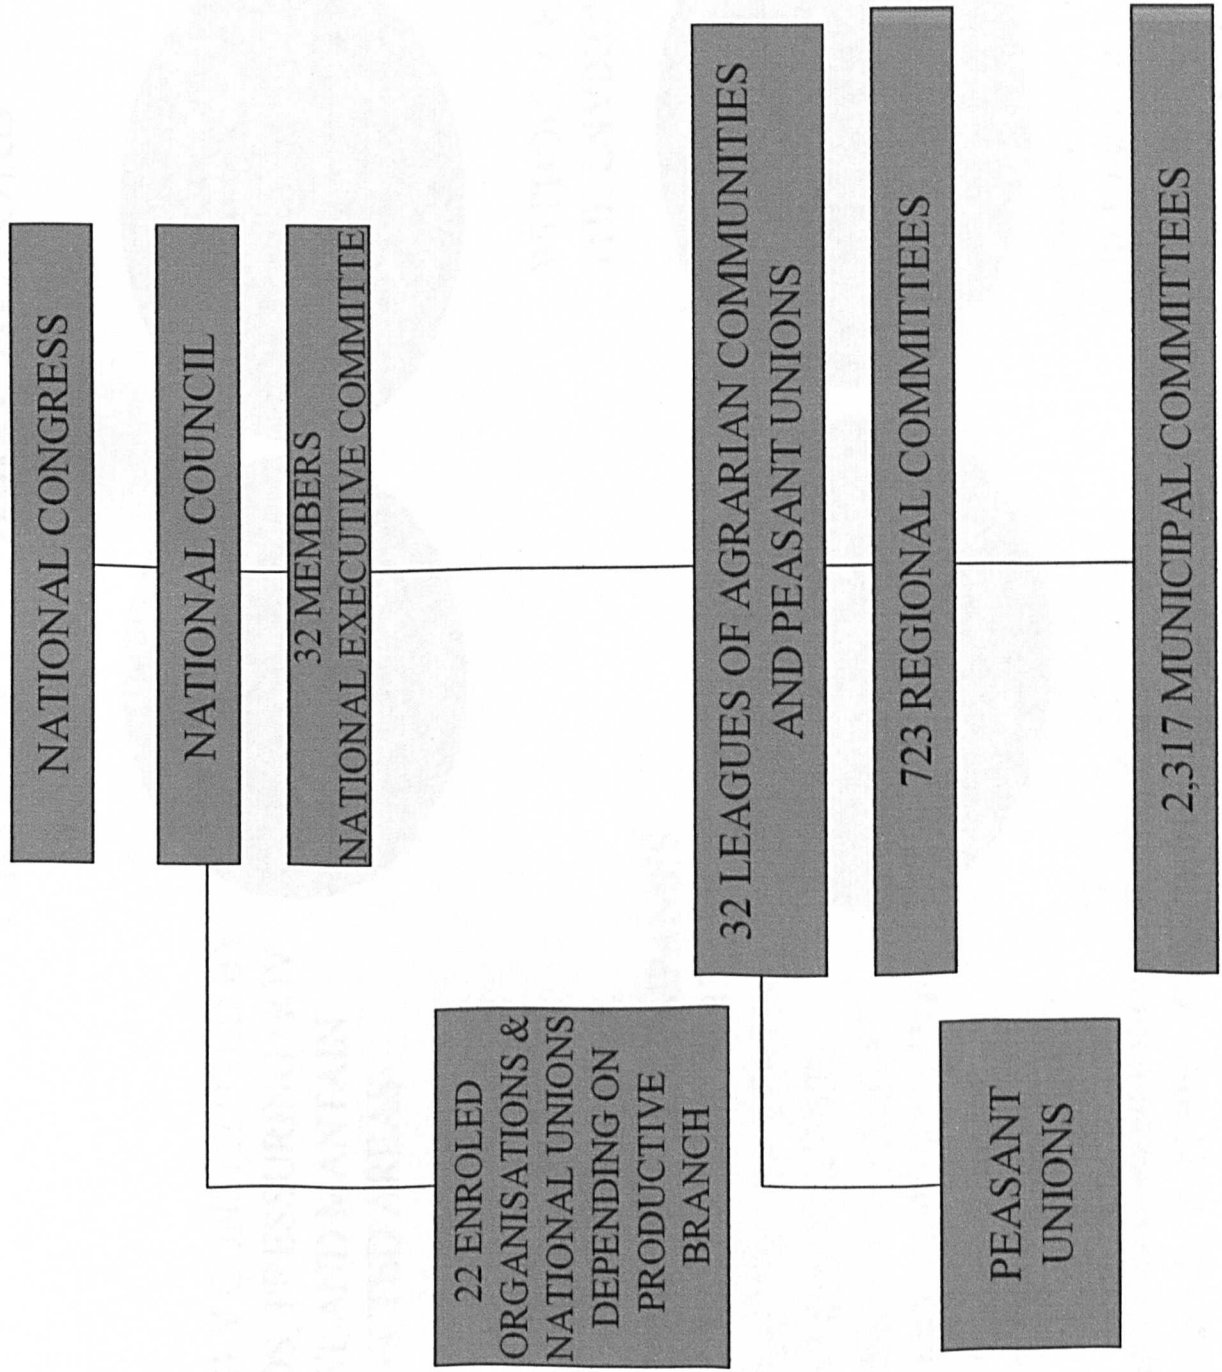 NATIONAL CONGRESS
NATIONAL COUNCIL
32 MEMBERS
NATIONAL EXECUTIVE COMMITTE
22 ENROLED
ORGANISATIONS &
NATIONAL UNIONS
DEPENDING ON
PRODUCTIVE
BRANCH
32 LEAGUES OF AGRARIAN COMMUNITIES
AND PEASANT UNIONS
723 REGIONAL COMMITTEES
PEASANT
UNIONS
2,317 MUNICIPAL COMMITTEES